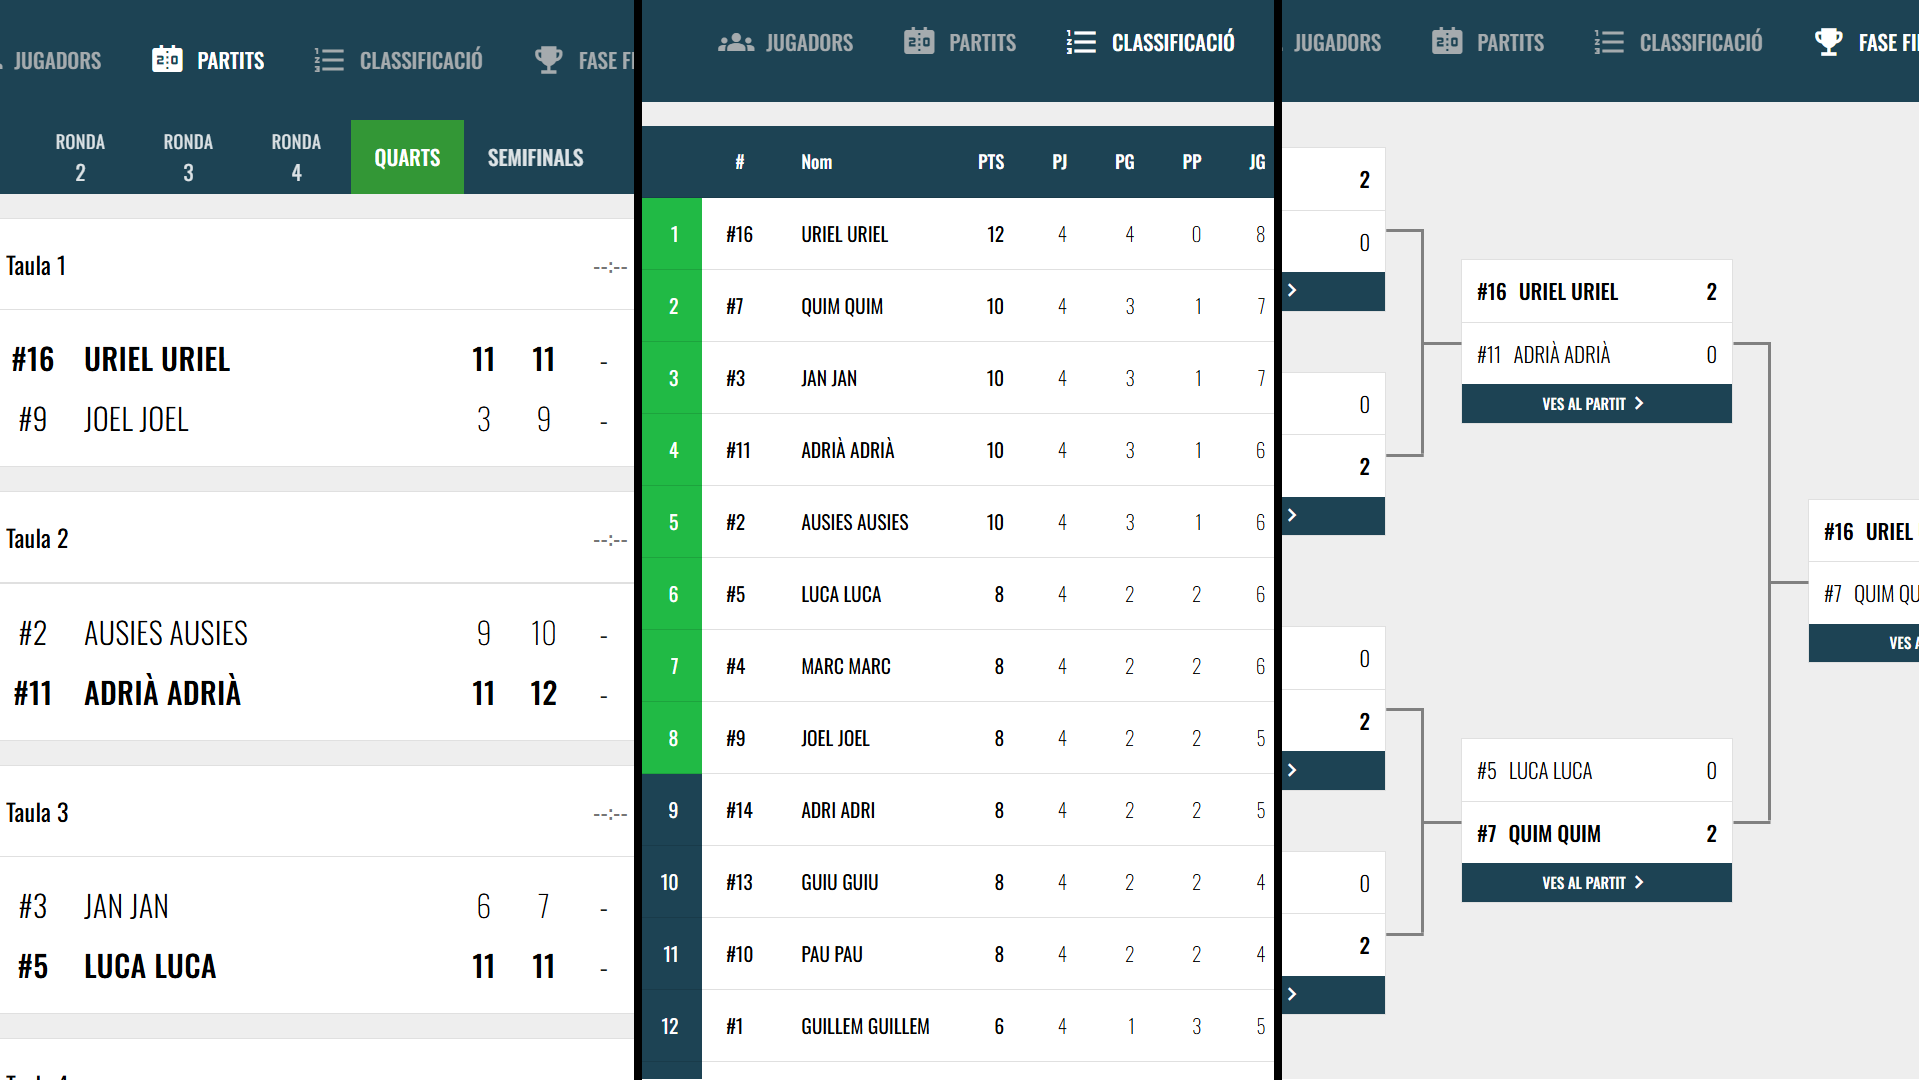 JUGADORS PARTITS CLASSIFICACIÓ FASE FI
RONDA 2 RONDA 3 RONDA 4 QUARTS SEMIFINALS
Taula 1 --:--
#16 URIEL URIEL 11 11 -
#9 JOEL JOEL 3 9 -
Taula 2 --:--
#2 AUSIES AUSIES 9 10 -
#11 ADRIÀ ADRIÀ 11 12 -
Taula 3 --:--
#3 JAN JAN 6 7 -
#5 LUCA LUCA 11 11 -
JUGADORS PARTITS CLASSIFICACIÓ
# Nom PTS PJ PG PP JG
1 #16 URIEL URIEL 12 4 4 0 8
2 #7 QUIM QUIM 10 4 3 1 7
3 #3 JAN JAN 10 4 3 1 7
4 #11 ADRIÀ ADRIÀ 10 4 3 1 6
5 #2 AUSIES AUSIES 10 4 3 1 6
6 #5 LUCA LUCA 8 4 2 2 6
7 #4 MARC MARC 8 4 2 2 6
8 #9 JOEL JOEL 8 4 2 2 5
9 #14 ADRI ADRI 8 4 2 2 5
10 #13 GUIU GUIU 8 4 2 2 4
11 #10 PAU PAU 8 4 2 2 4
12 #1 GUILLEM GUILLEM 6 4 1 3 5
JUGADORS PARTITS CLASSIFICACIÓ FASE FI
2
0
0
2
0
2
0
2
#16 URIEL URIEL 2
#11 ADRIÀ ADRIÀ 0
VES AL PARTIT
#5 LUCA LUCA 0
#7 QUIM QUIM 2
VES AL PARTIT
#16 URIEL
#7 QUIM QU
VES